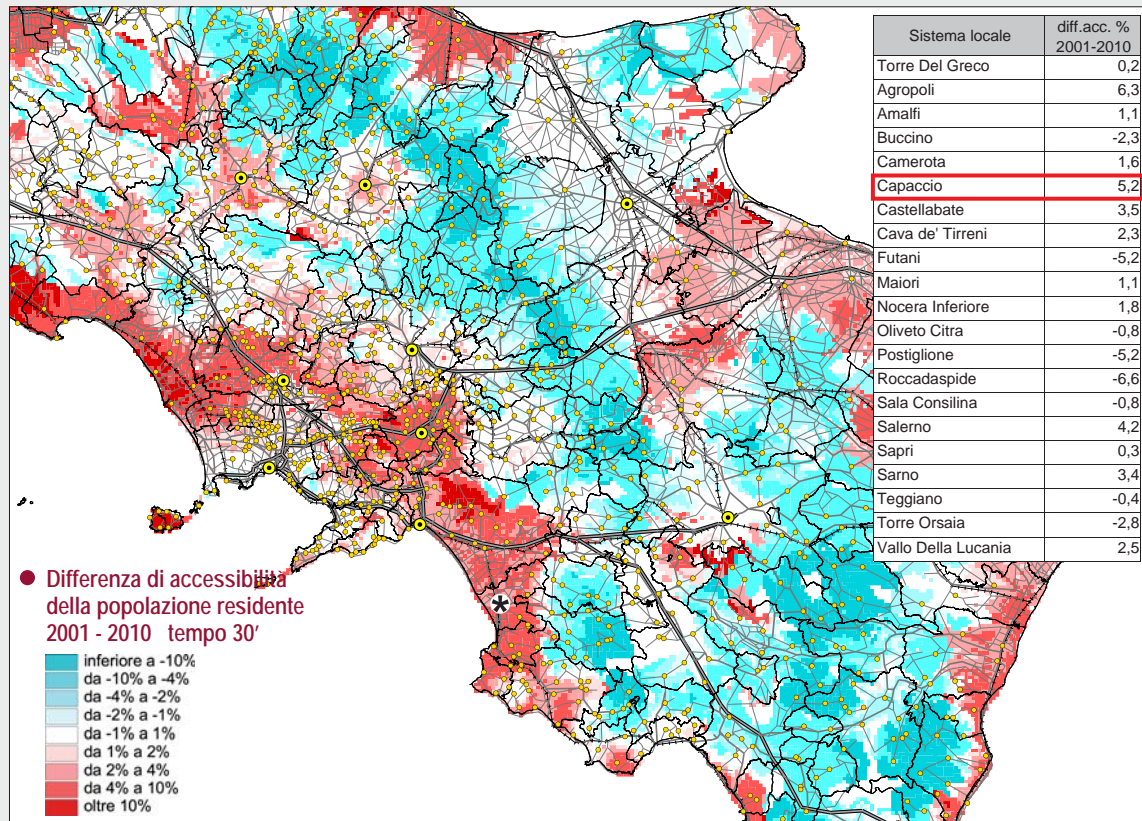 Sistema locale diff.acc. % 2001-2010
Torre Del Greco 0,2
Agropoli 6,3
Amalfi 1,1
Buccino -2,3
Camerota 1,6
Capaccio 5,2
Castellabate 3,5
Cava de' Tirreni 2,3
Futani -5,2
Maiori 1,1
Nocera Inferiore 1,8
Oliveto Citra -0,8
Postiglione -5,2
Roccadaspide -6,6
Sala Consilina -0,8
Salerno 4,2
Sapri 0,3
Sarno 3,4
Teggiano -0,4
Torre Orsaia -2,8
Vallo Della Lucania 2,5
*
Differenza di accessibilità
della popolazione residente
2001 - 2010 tempo 30'
inferiore a -10%
da -10% a -4%
da -4% a -2%
da -2% a -1%
da -1% a 1%
da 1% a 2%
da 2% a 4%
da 4% a 10%
oltre 10%